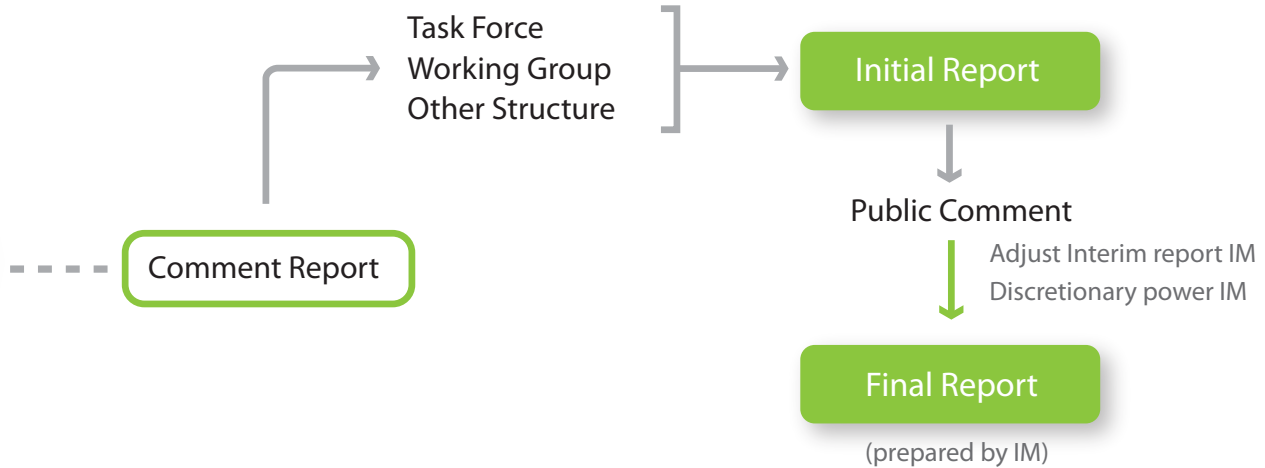 Task Force
Working Group
Other Structure
Initial Report
Public Comment
Adjust Interim report IM
Discretionary power IM
Comment Report
Final Report
(prepared by IM)